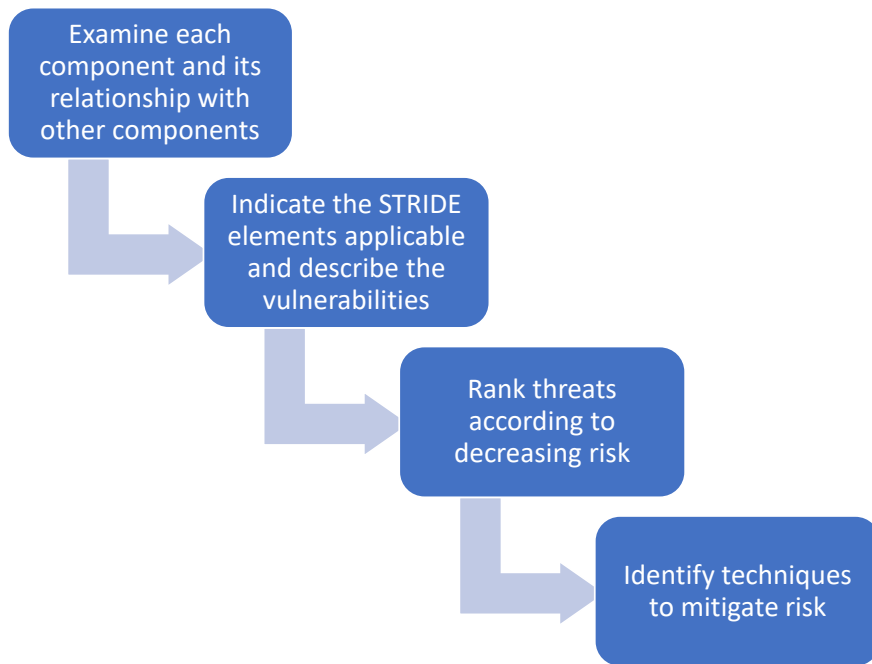 Examine each
component and its
relationship with
other components
Indicate the STRIDE
elements applicable
and describe the
vulnerabilities
Rank threats
according to
decreasing risk
Identify techniques
to mitigate risk